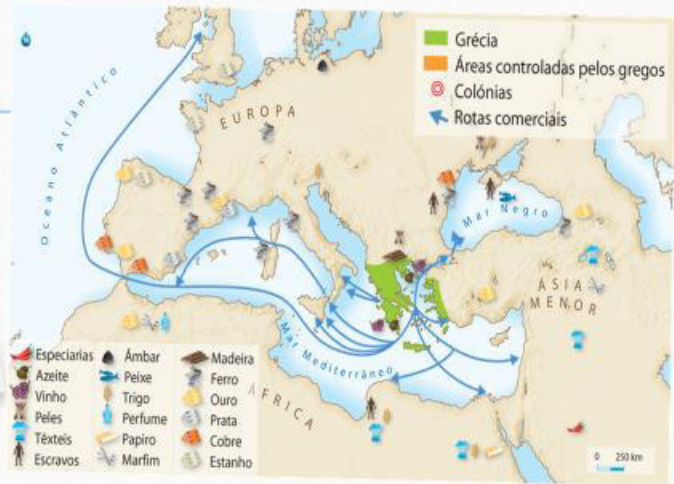 Grécia
Áreas controladas pelos gregos
Colónias
Rotas comerciais
Oceano Atlântico
EUROPA
Mar Negro
ÁSIA
MENOR
Mar Mediterrâneo
ÁFRICA
Especiarias
Azeite
Vinho
Peles
Têxteis
Escravos
Âmbar
Peixe
Trigo
Perfume
Papiro
Marfim
Madeira
Ferro
Ouro
Prata
Cobre
Estanho
0 250 km